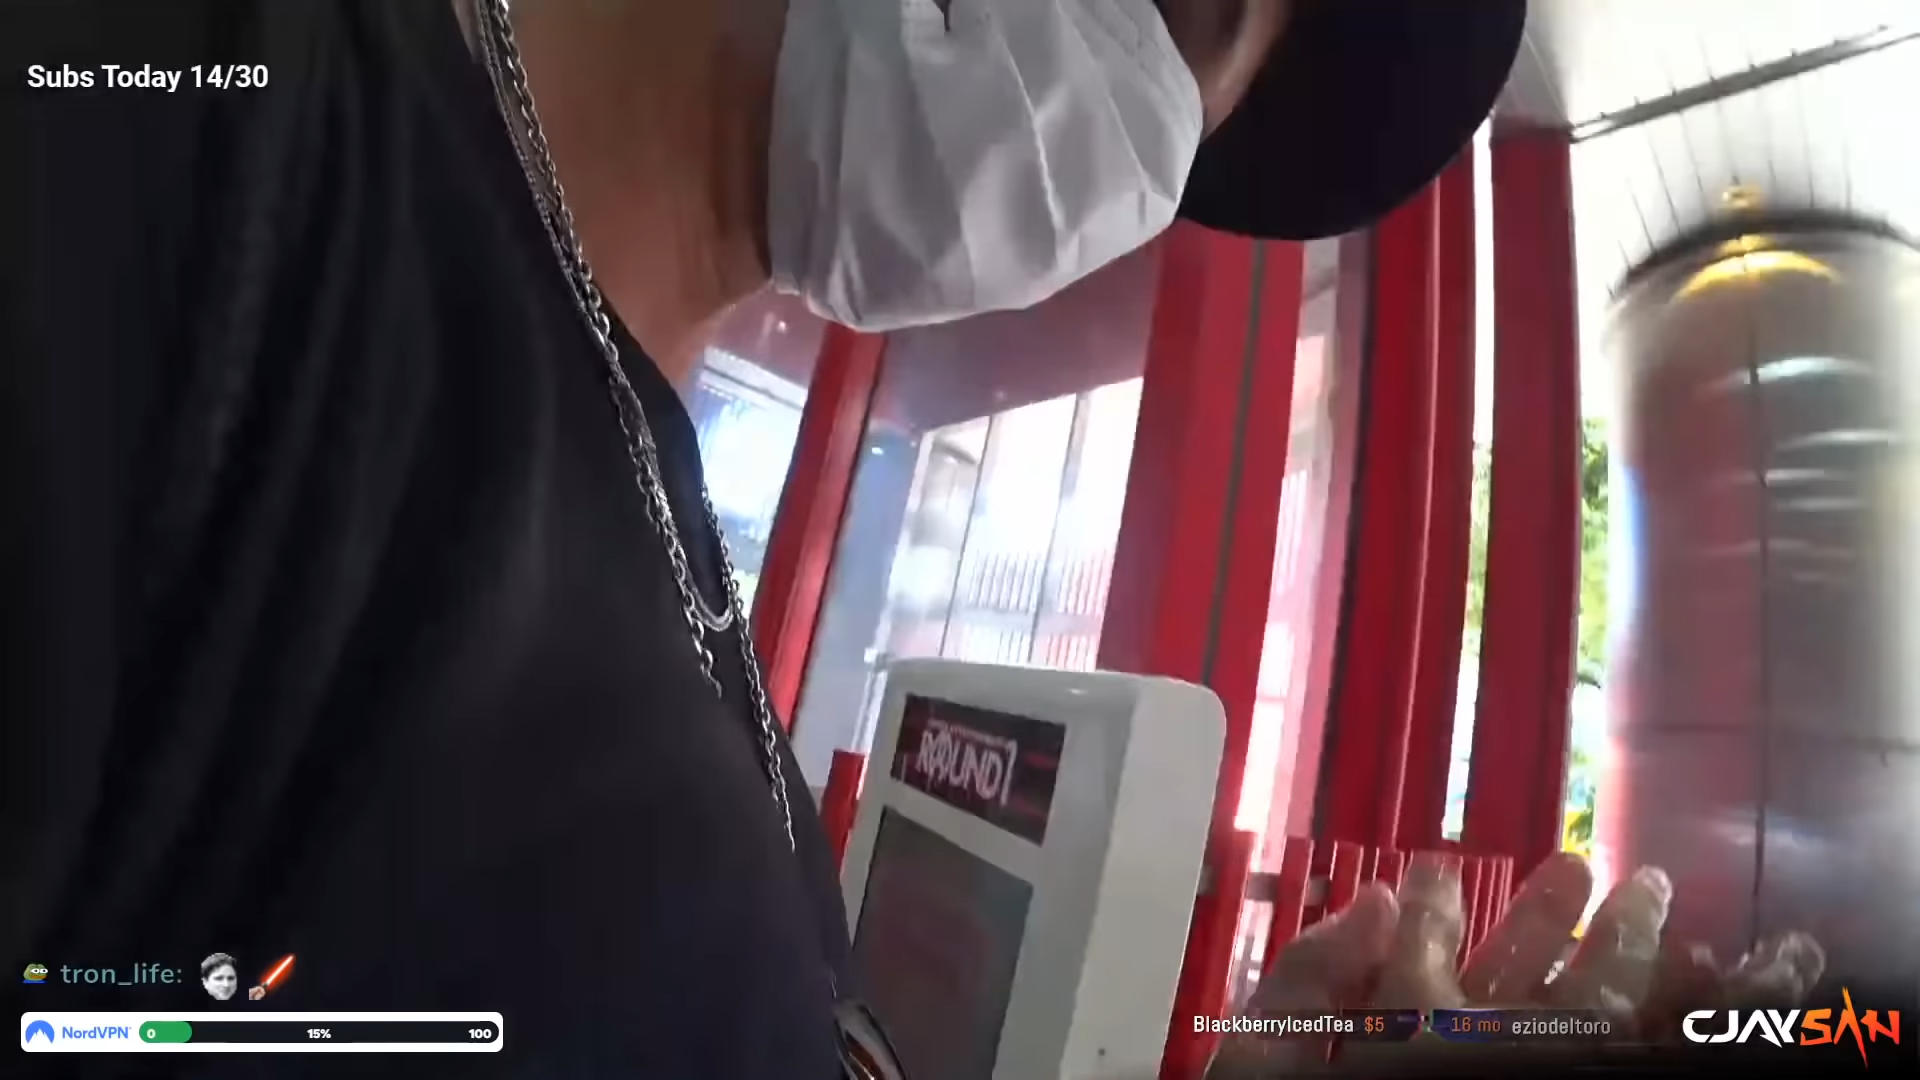 Subs Today 14/30
ROUND1
tron_life:
NordVPN 0 15% 100
BlackberryIcedTea $5 16 mo eziodeltoro
CJAYSAN